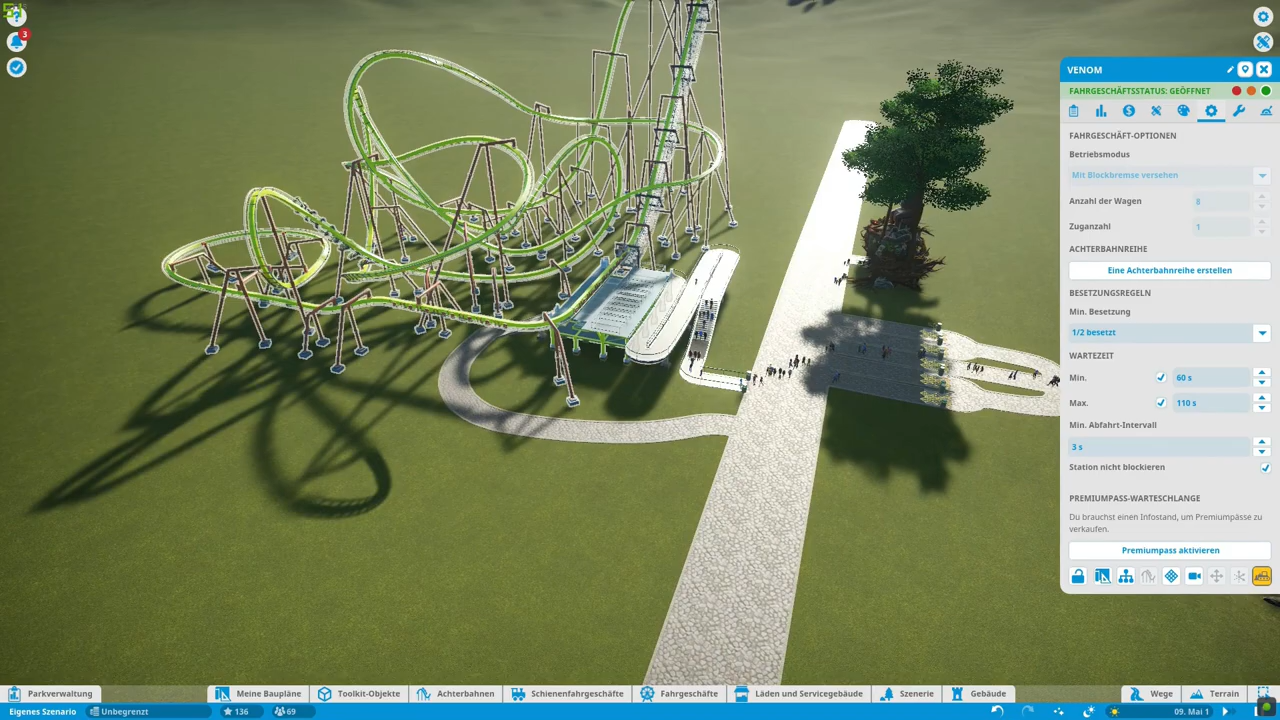 3
VENOM
FAHRGESCHÄFTSSTATUS: GEÖFFNET
FAHRGESCHÄFT-OPTIONEN
Betriebsmodus
Mit Blockbremse versehen
Anzahl der Wagen 8
Zuganzahl 1
ACHTERBAHNREIHE
Eine Achterbahnreihe erstellen
BESETZUNGSREGELN
Min. Besetzung
1/2 besetzt
WARTEZEIT
Min. 60 s
Max. 110 s
Min. Abfahrt-Intervall
3 s
Station nicht blockieren
PREMIUMPASS-WARTESCHLANGE
Du brauchst einen Infostand, um Premiumpässe zu
verkaufen.
Premiumpass aktivieren
Parkverwaltung Meine Baupläne Toolkit-Objekte Achterbahnen Schienenfahrgeschäfte Fahrgeschäfte Läden und Servicegebäude Szenerie Gebäude Wege Terrain
Eigenes Szenario Unbegrenzt 136 69 09. Mai 1